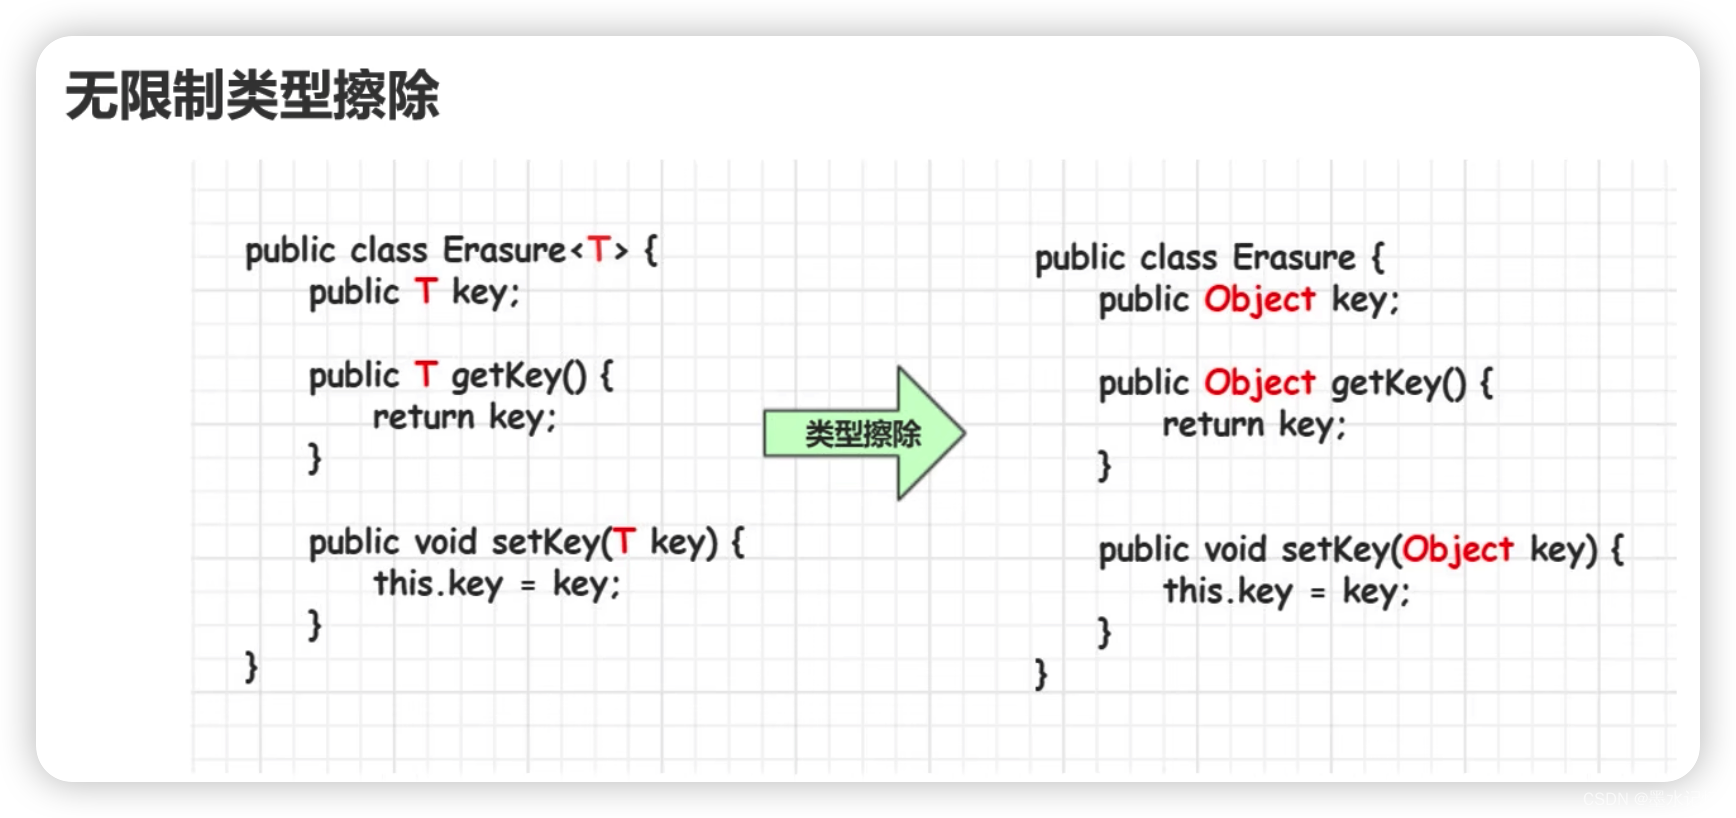 无限制类型擦除
public class Erasure<T> {
public T key;
public T getKey() {
return key;
}
public void setKey(T key) {
this.key = key;
}
}
类型擦除
public class Erasure {
public Object key;
public Object getKey() {
return key;
}
public void setKey(Object key) {
this.key = key;
}
}
CSDN